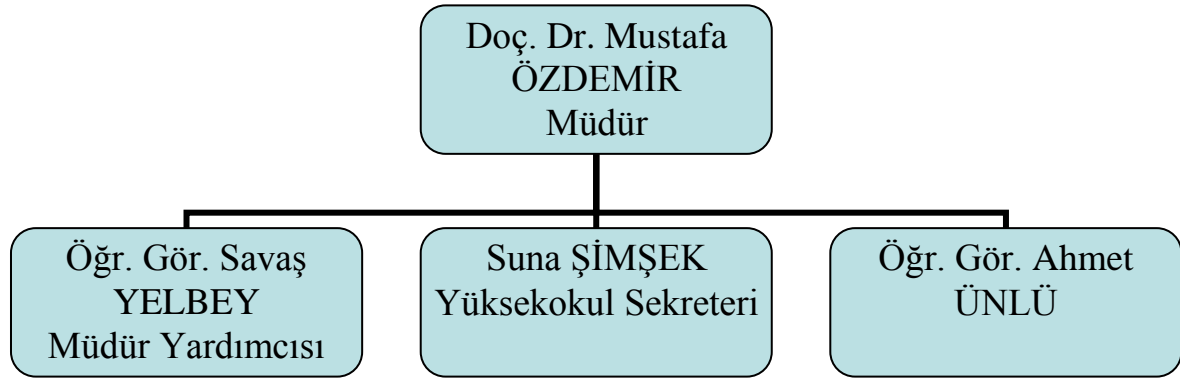 Doç. Dr. Mustafa
ÖZDEMİR
Müdür
Öğr. Gör. Savaş
YELBEY
Müdür Yardımcısı
Suna ŞİMŞEK
Yüksekokul Sekreteri
Öğr. Gör. Ahmet
ÜNLÜ